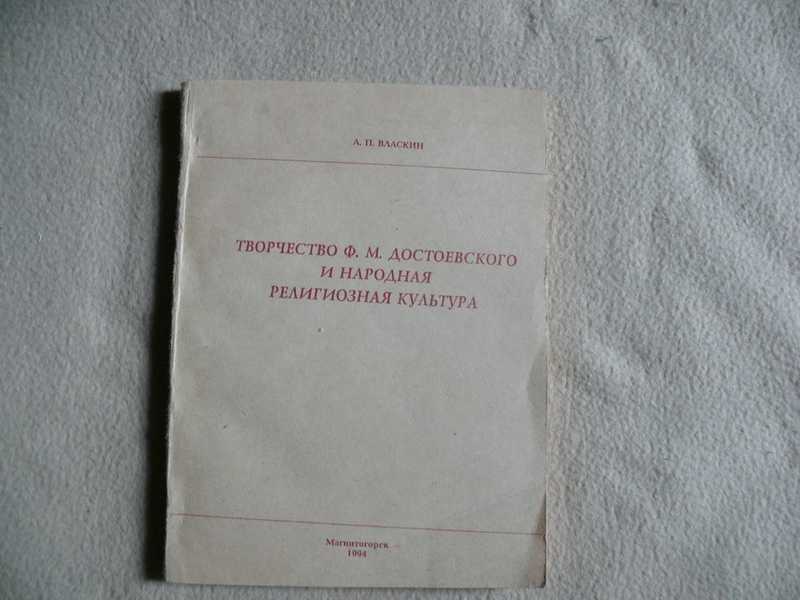 А. П. ВЛАСКИН
ТВОРЧЕСТВО Ф. М. ДОСТОЕВСКОГО
И НАРОДНАЯ
РЕЛИГИОЗНАЯ КУЛЬТУРА
Магнитогорск
1994